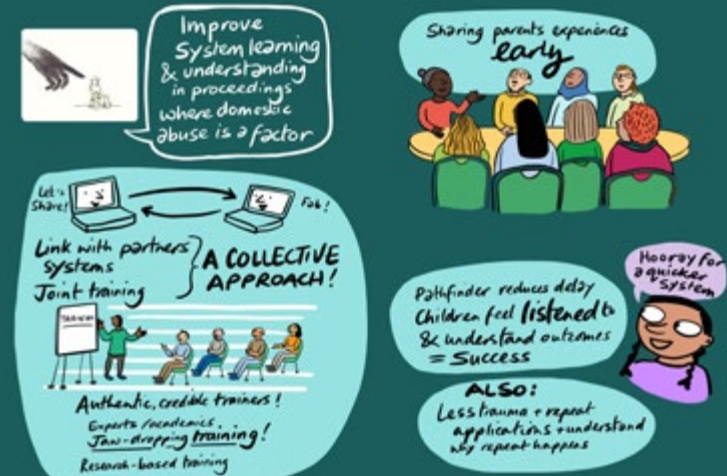 Improve
System learning
& understanding
in proceedings
where domestic
abuse is a factor
Sharing parents experiences
early
Let's
Share!
Fab!
Link with partners
systems
Joint training
A COLLECTIVE
APPROACH!
TRAINING
Authentic, credible trainers!
Experts/academics
Jaw-dropping training!
Research-based training
Hooray for
a quicker
system
Pathfinder reduces delay
Children feel listened to
& understand outcomes
= Success
ALSO:
Less trauma + repeat
applications + understand
why repeat happens